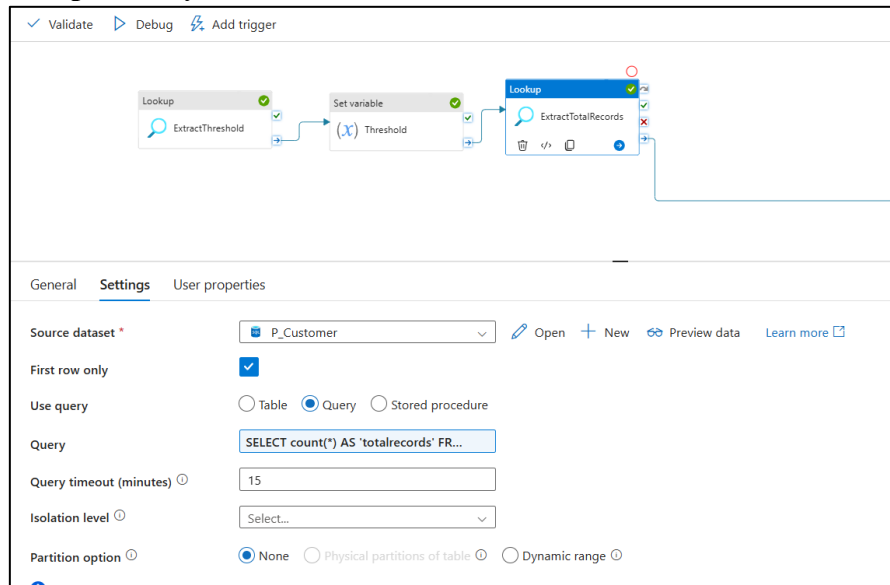 Validate Debug Add trigger
Lookup
ExtractThreshold
Set variable
(x) Threshold
Lookup
ExtractTotalRecords
General Settings User properties
Source dataset * P_Customer Open New Preview data Learn more
First row only
Use query Table Query Stored procedure
Query SELECT count(*) AS 'totalrecords' FR...
Query timeout (minutes) 15
Isolation level Select...
Partition option None Physical partitions of table Dynamic range